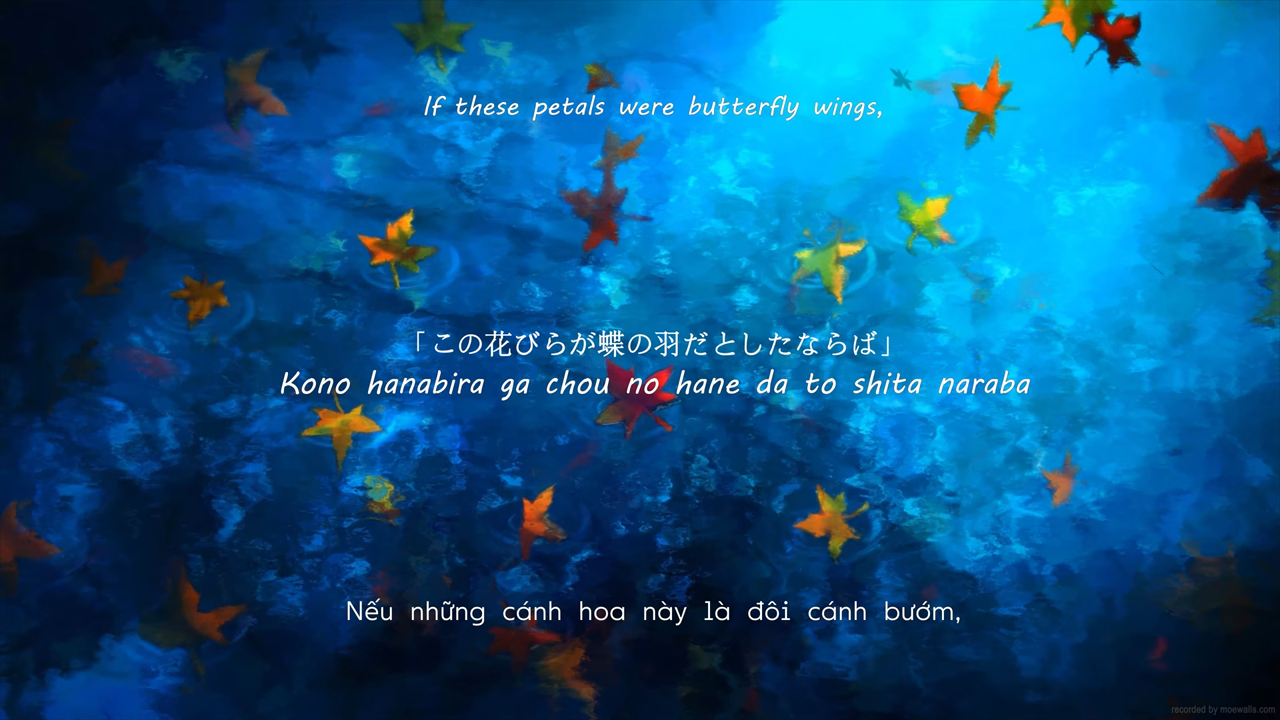 If these petals were butterfly wings,
「この花びらが蝶の羽だとしたならば」
Kono hanabira ga chou no hane da to shita naraba
Nếu những cánh hoa này là đôi cánh bướm,
recorded by moewalls.com